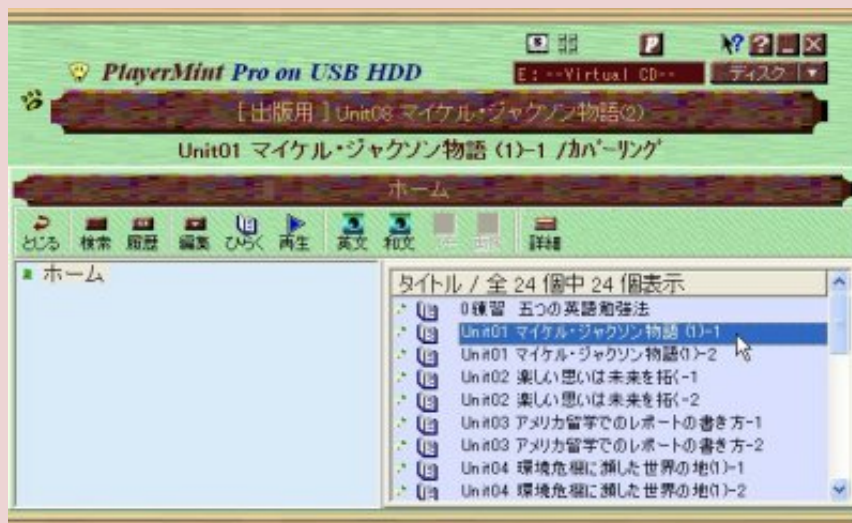 PlayerMint Pro on USB HDD
E: --Virtual CD-- ディスク
[ 出版用 ] Unit08 マイケル・ジャクソン物語(2)
Unit01 マイケル・ジャクソン物語 (1)-1 /カバーリング
ホーム
とじる 検索 履歴 編集 ひらく 再生 英文 和文 詳細
ホーム
タイトル / 全 24 個中 24 個表示
0練習 五つの英語勉強法
Unit01 マイケル・ジャクソン物語 (1)-1
Unit01 マイケル・ジャクソン物語(1)-2
Unit02 楽しい思いは未来を拓く-1
Unit02 楽しい思いは未来を拓く-2
Unit03 アメリカ留学でのレポートの書き方-1
Unit03 アメリカ留学でのレポートの書き方-2
Unit04 環境危機に瀕した世界の地(1)-1
Unit04 環境危機に瀕した世界の地(1)-2